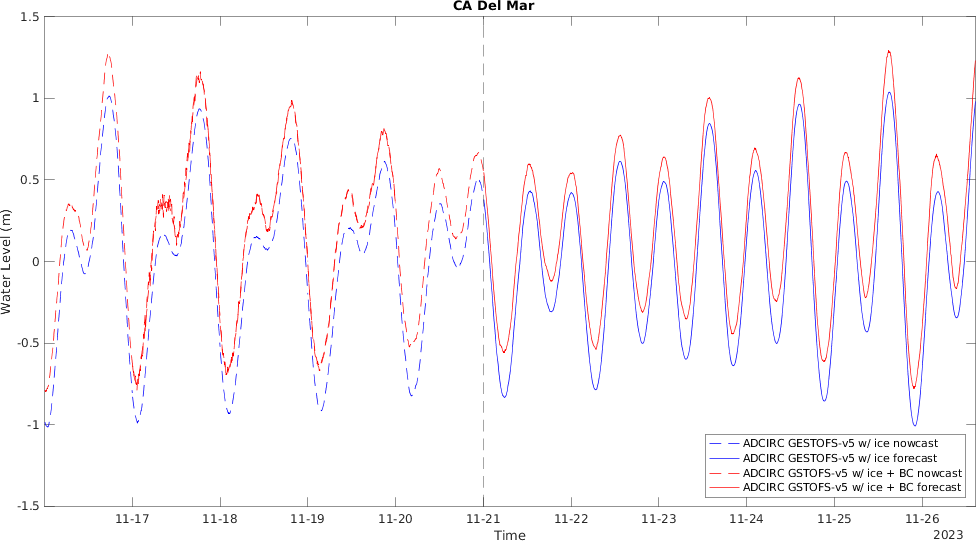 CA Del Mar
1.5
1
0.5
0
-0.5
-1
-1.5
Water Level (m)
ADCIRC GESTOFS-v5 w/ ice nowcast
ADCIRC GESTOFS-v5 w/ ice forecast
ADCIRC GSTOFS-v5 w/ ice + BC nowcast
ADCIRC GSTOFS-v5 w/ ice + BC forecast
11-17 11-18 11-19 11-20 11-21 11-22 11-23 11-24 11-25 11-26
Time
2023